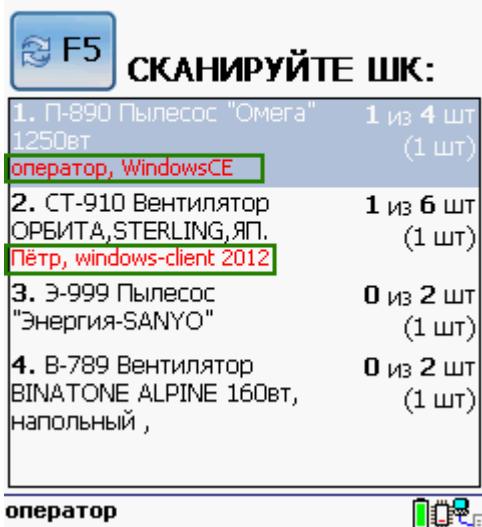 F5
СКАНИРУЙТЕ ШК:
1. П-890 Пылесос "Омега" 1 из 4 шт
1250вт (1 шт)
оператор, WindowsCE
2. СТ-910 Вентилятор 1 из 6 шт
ОРБИТА,STERLING,ЯП. (1 шт)
Пётр, windows-client 2012
3. Э-999 Пылесос 0 из 2 шт
"Энергия-SANYO" (1 шт)
4. В-789 Вентилятор 0 из 2 шт
BINATONE ALPINE 160вт, (1 шт)
напольный ,
оператор